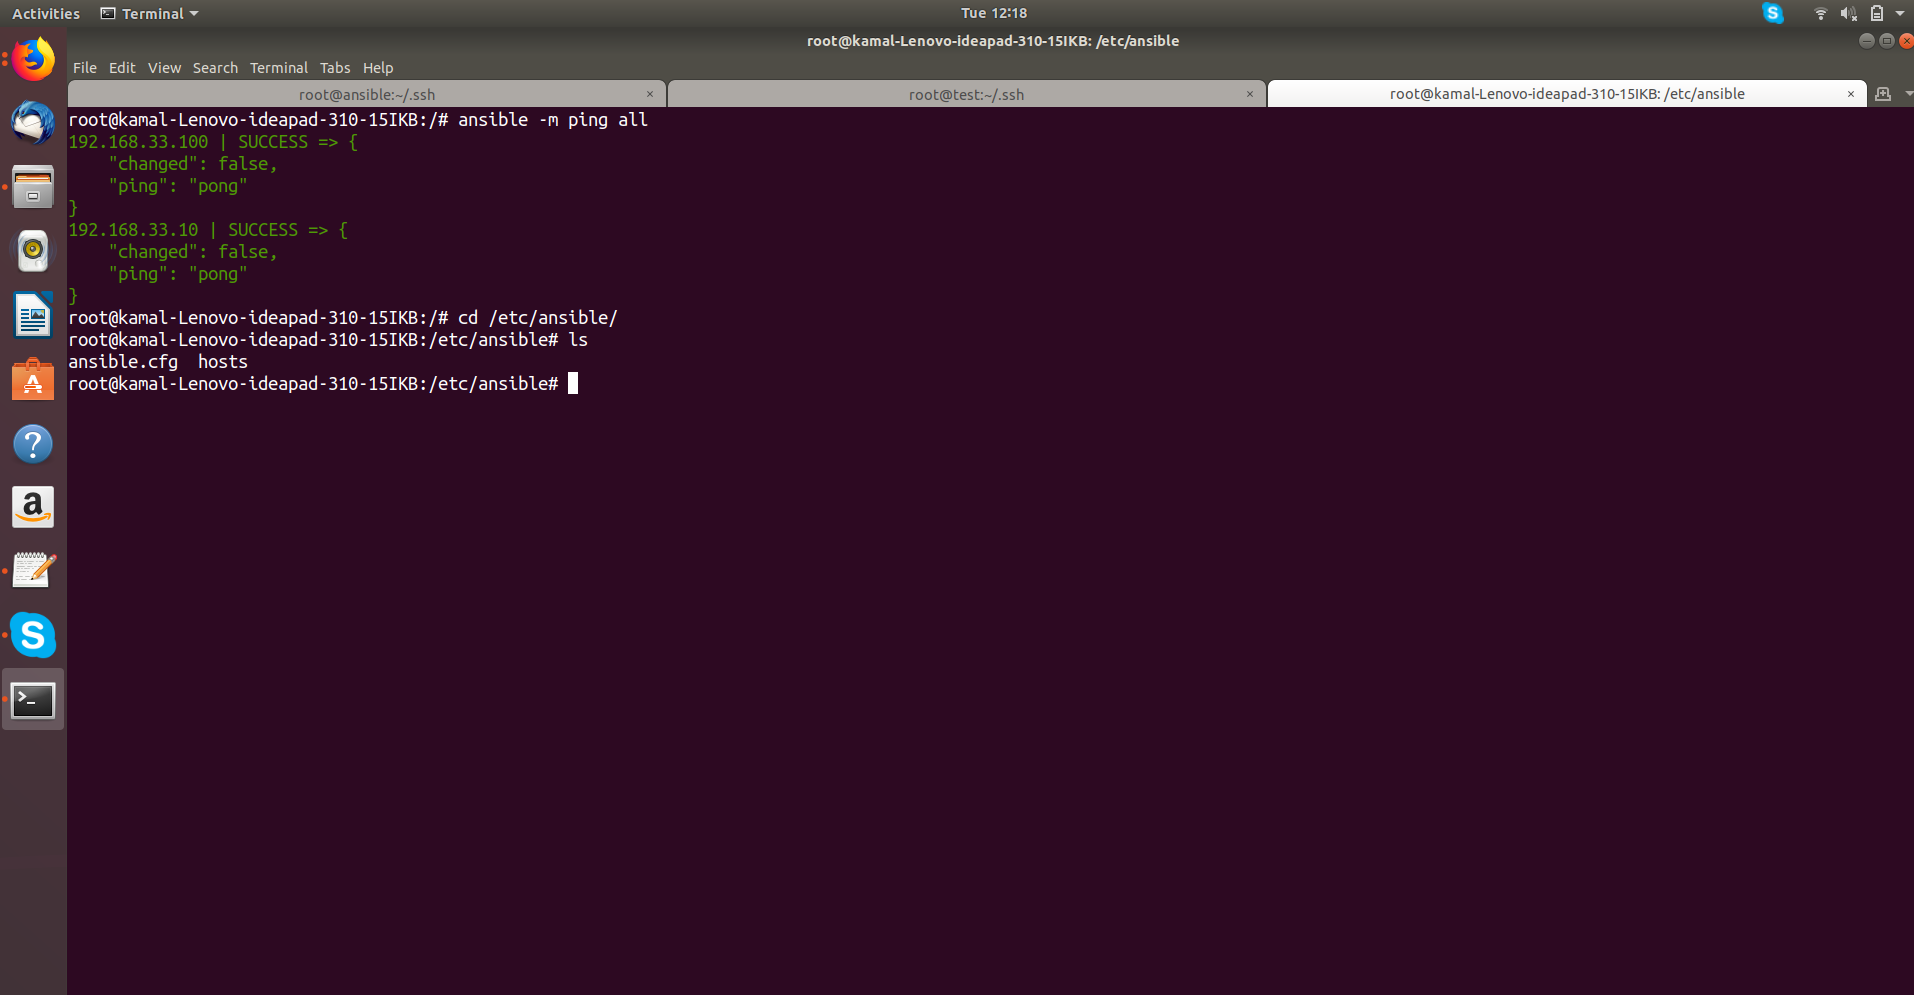 Activities Terminal Tue 12:18
root@kamal-Lenovo-ideapad-310-15IKB: /etc/ansible
File Edit View Search Terminal Tabs Help
root@ansible:~/.ssh × root@test:~/.ssh × root@kamal-Lenovo-ideapad-310-15IKB: /etc/ansible ×
root@kamal-Lenovo-ideapad-310-15IKB:/# ansible -m ping all
192.168.33.100 | SUCCESS => {
    "changed": false,
    "ping": "pong"
}
192.168.33.10 | SUCCESS => {
    "changed": false,
    "ping": "pong"
}
root@kamal-Lenovo-ideapad-310-15IKB:/# cd /etc/ansible/
root@kamal-Lenovo-ideapad-310-15IKB:/etc/ansible# ls
ansible.cfg  hosts
root@kamal-Lenovo-ideapad-310-15IKB:/etc/ansible#